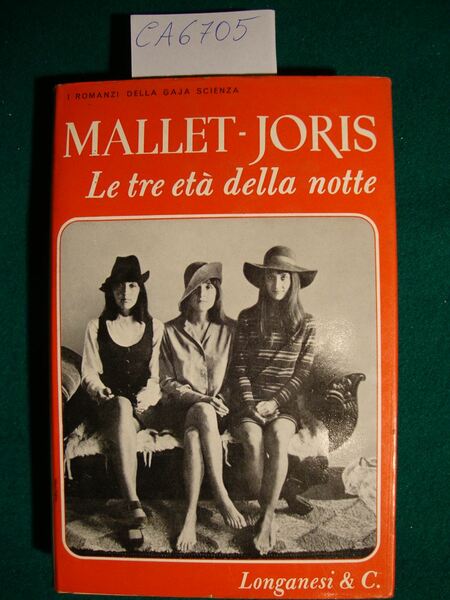 CA6705
I ROMANZI DELLA GAJA SCIENZA
MALLET-JORIS
Le tre età della notte
Longanesi & C.